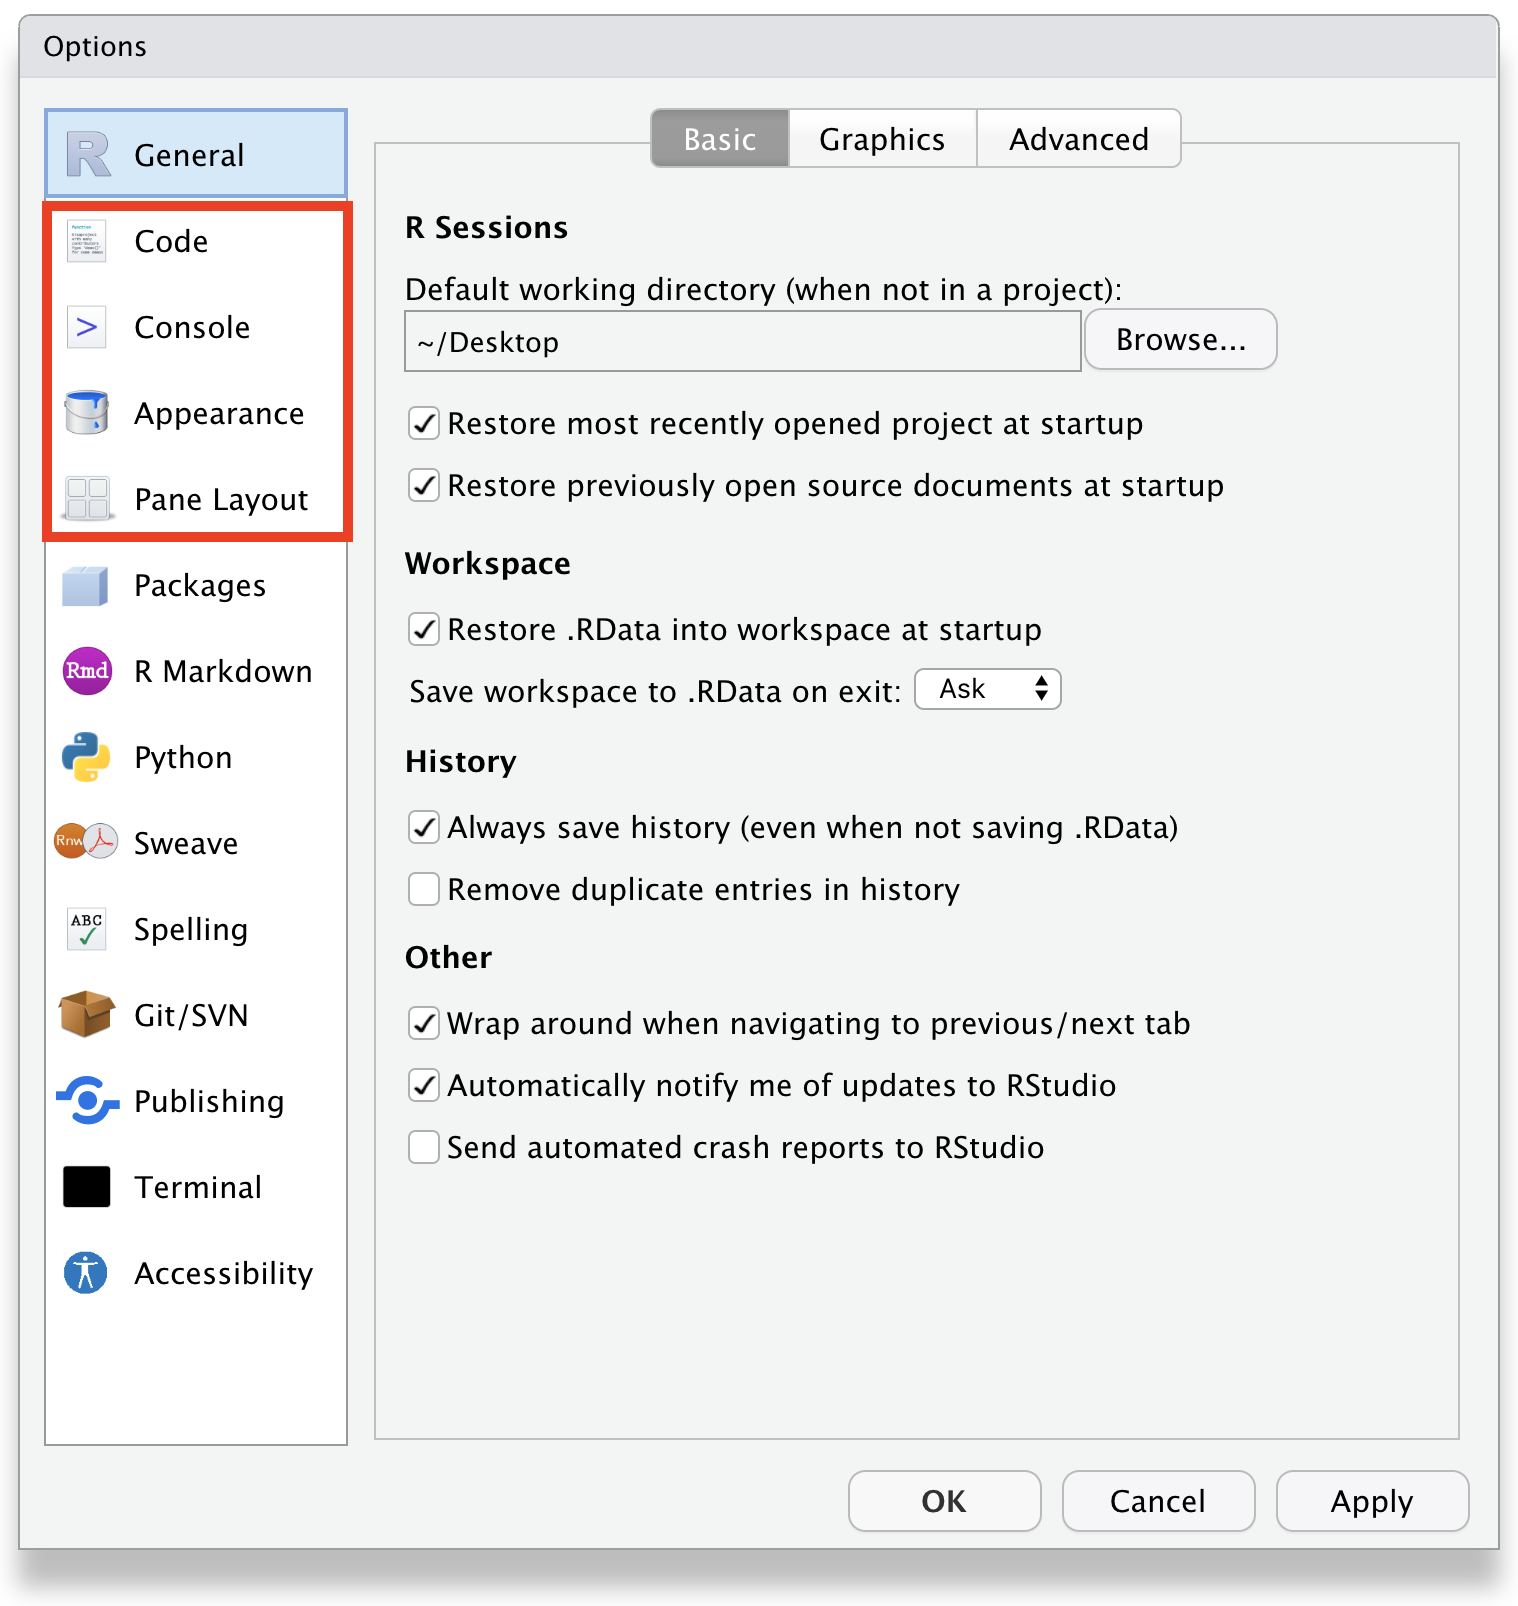 Options
General
Code
Console
Appearance
Pane Layout
Packages
Rmd
R Markdown
Python
Rnw
Sweave
ABC
Spelling
Git/SVN
Publishing
Terminal
Accessibility
Basic
Graphics
Advanced
R Sessions
Default working directory (when not in a project):
~/Desktop
Browse...
Restore most recently opened project at startup
Restore previously open source documents at startup
Workspace
Restore .RData into workspace at startup
Save workspace to .RData on exit: Ask
History
Always save history (even when not saving .RData)
Remove duplicate entries in history
Other
Wrap around when navigating to previous/next tab
Automatically notify me of updates to RStudio
Send automated crash reports to RStudio
OK
Cancel
Apply